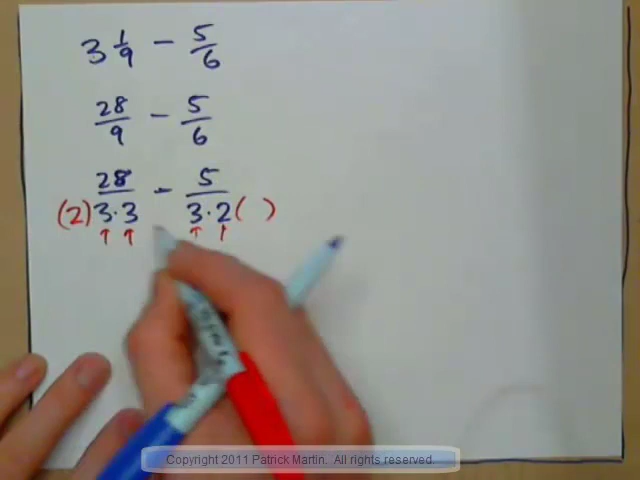 3 1/9 − 5/6
28/9 − 5/6
(2) 28/3·3 − 5/3·2 ( )
Copyright 2011 Patrick Martin. All rights reserved.